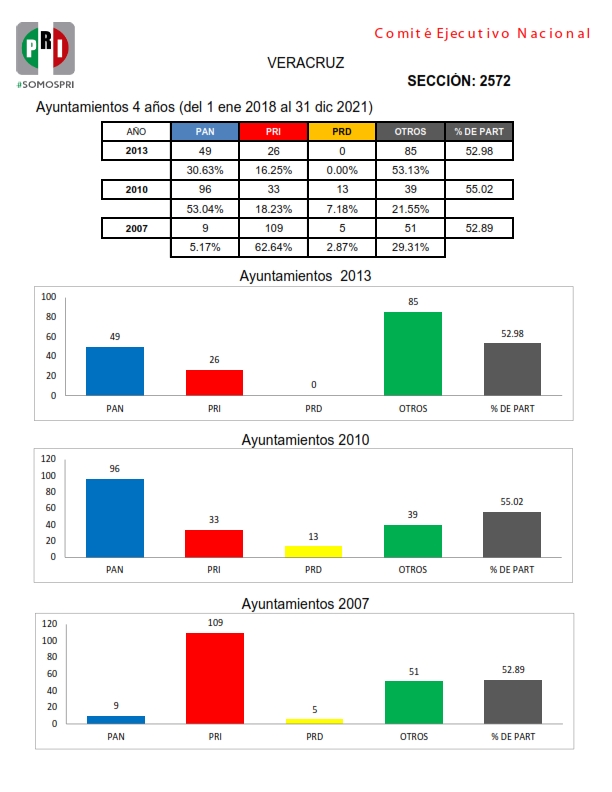 Comité Ejecutivo Nacional
PRI
#SOMOSPRI
VERACRUZ
SECCIÓN: 2572
Ayuntamientos 4 años (del 1 ene 2018 al 31 dic 2021)
AÑO PAN PRI PRD OTROS % DE PART
2013 49 26 0 85 52.98
30.63% 16.25% 0.00% 53.13%
2010 96 33 13 39 55.02
53.04% 18.23% 7.18% 21.55%
2007 9 109 5 51 52.89
5.17% 62.64% 2.87% 29.31%
Ayuntamientos 2013
100
80
60
40
20
0
49 26 0 85 52.98
PAN PRI PRD OTROS % DE PART
Ayuntamientos 2010
120
100
80
60
40
20
0
96 33 13 39 55.02
PAN PRI PRD OTROS % DE PART
Ayuntamientos 2007
120
100
80
60
40
20
0
9 109 5 51 52.89
PAN PRI PRD OTROS % DE PART